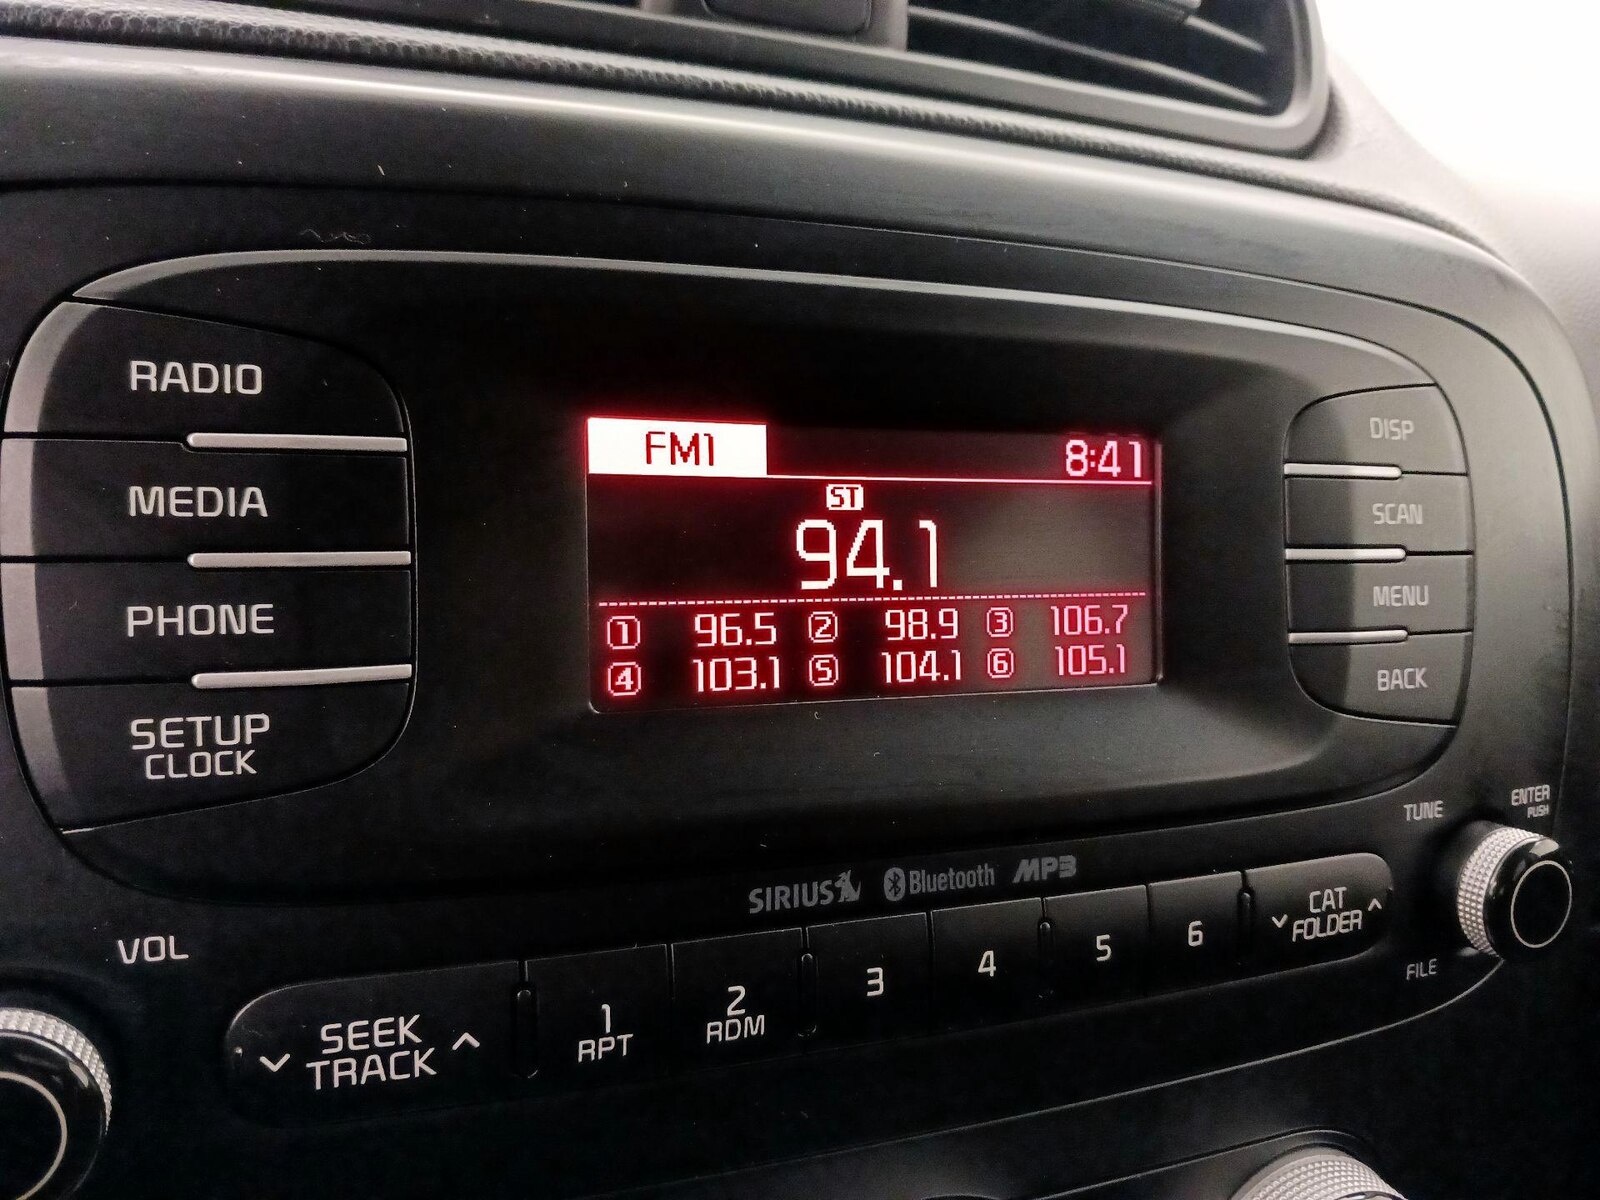 RADIO
MEDIA
PHONE
SETUP
CLOCK
FM1 8:41
ST
94.1
1 96.5 2 98.9 3 106.7
4 103.1 5 104.1 6 105.1
DISP
SCAN
MENU
BACK
TUNE
ENTER
PUSH
SIRIUS Bluetooth MP3
VOL
SEEK
TRACK
1
RPT
2
RDM
3
4
5
6
CAT
FOLDER
FILE